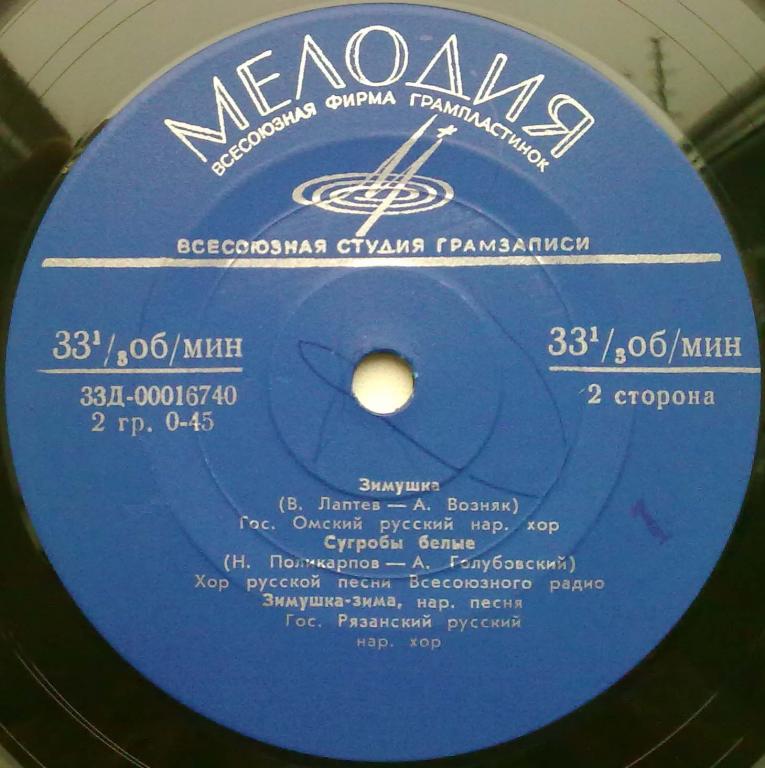 МЕЛОДИЯ
ВСЕСОЮЗНАЯ ФИРМА ГРАМПЛАСТИНОК
ВСЕСОЮЗНАЯ СТУДИЯ ГРАМЗАПИСИ
33¹/₃об/мин
33Д-00016740
2 гр. 0-45
33¹/₃об/мин
2 сторона
Зимушка
(В. Лаптев — А. Возняк)
Гос. Омский русский нар. хор
Сугробы белые
(Н. Поликарпов — А. Голубовский)
Хор русской песни Всесоюзного радио
Зимушка-зима, нар. песня
Гос. Рязанский русский
нар. хор
1